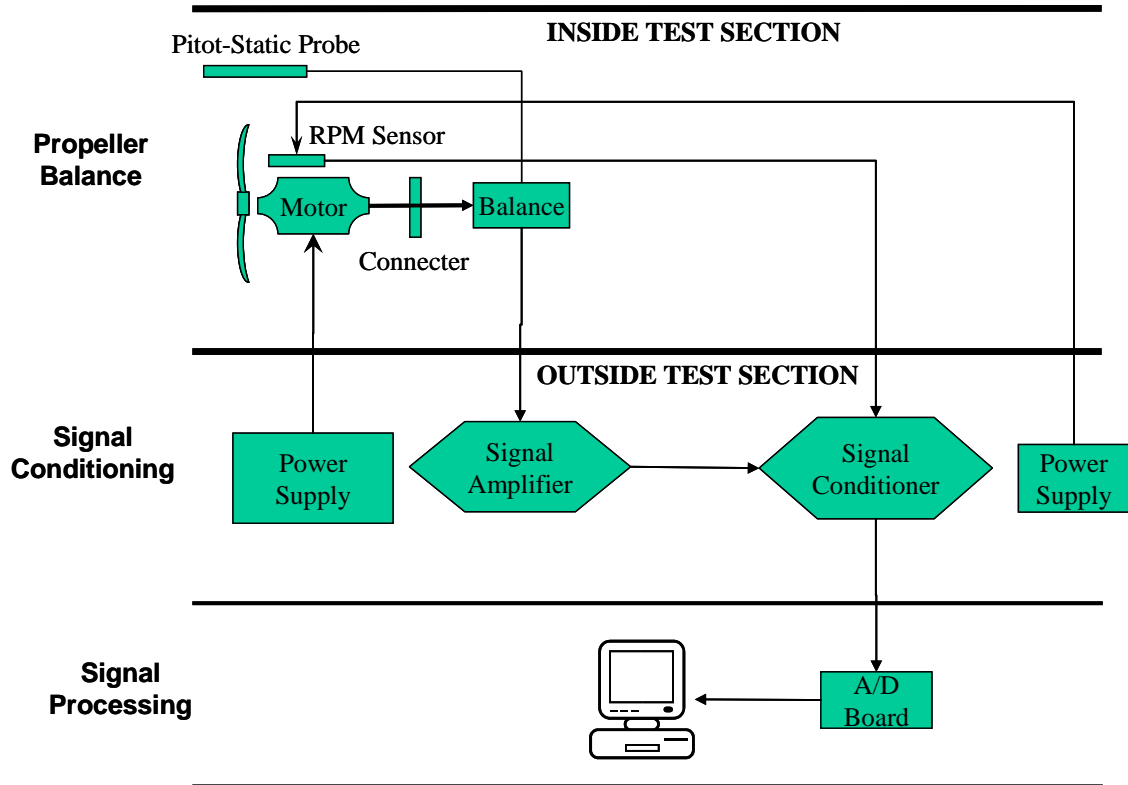 INSIDE TEST SECTION
Pitot-Static Probe
Propeller
Balance
RPM Sensor
Motor
Balance
Connecter
OUTSIDE TEST SECTION
Signal
Conditioning
Power
Supply
Signal
Amplifier
Signal
Conditioner
Power
Supply
Signal
Processing
A/D
Board